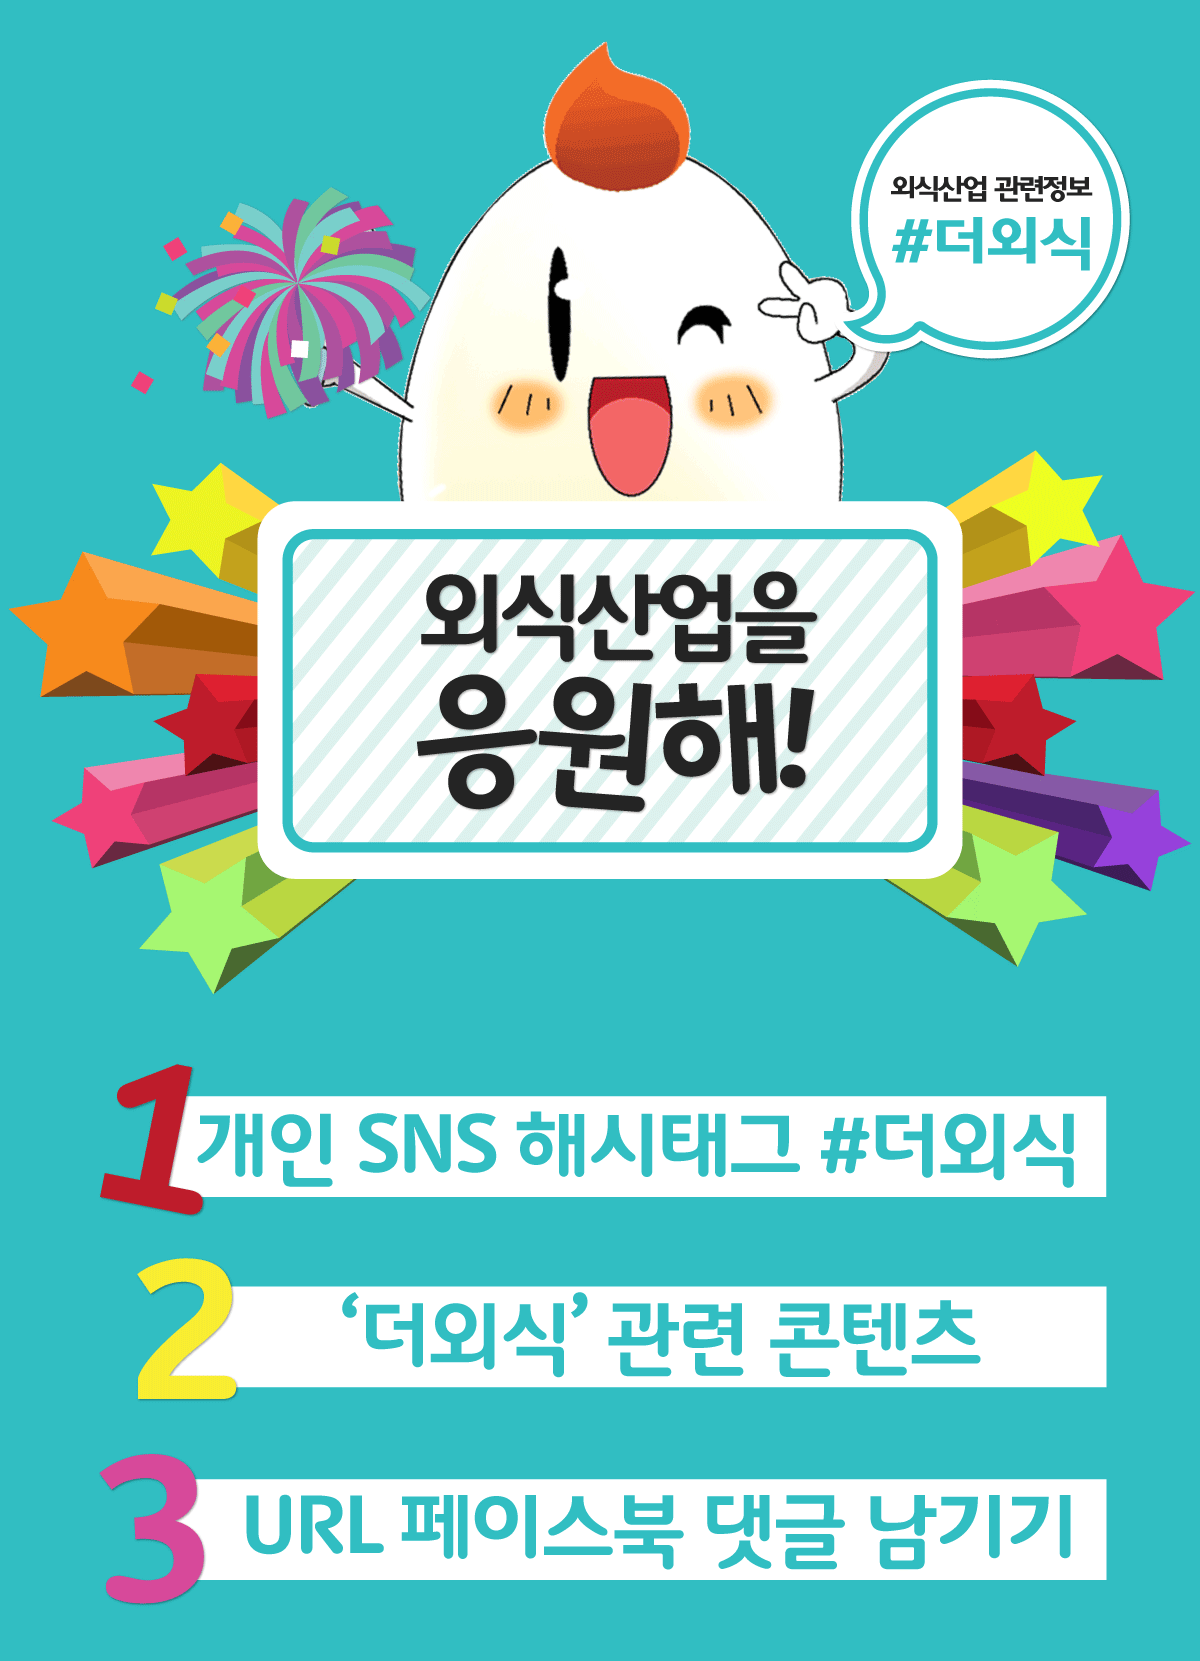 외식산업 관련정보
#더외식
외식산업을
응원해!
1 개인 SNS 해시태그 #더외식
2 ‘더외식’ 관련 콘텐츠
3 URL 페이스북 댓글 남기기